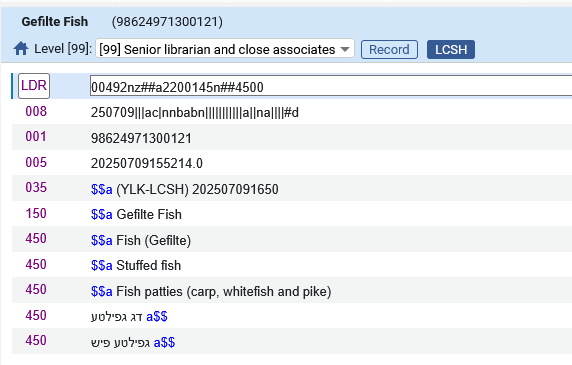 Gefilte Fish (98624971300121)
Level [99]: [99] Senior librarian and close associates Record LCSH
LDR 00492nz##a2200145n##4500
008 250709|||ac|nnbabn|||||||||||a||na||||#d
001 98624971300121
005 20250709155214.0
035 $$a (YLK-LCSH) 202507091650
150 $$a Gefilte Fish
450 $$a Fish (Gefilte)
450 $$a Stuffed fish
450 $$a Fish patties (carp, whitefish and pike)
450 $$a דג גפילטע
450 $$a גפילטע פיש